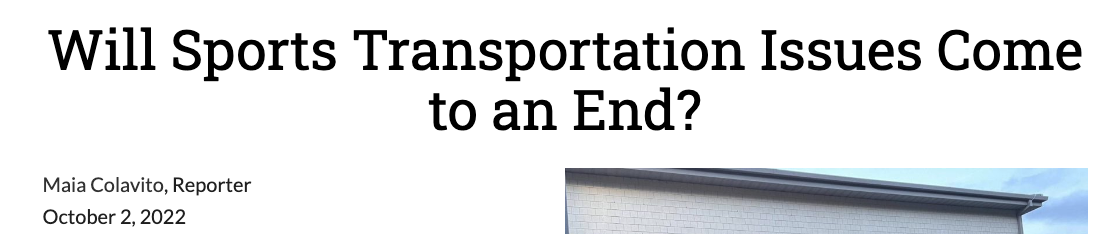 Will Sports Transportation Issues Come
to an End?
Maia Colavito, Reporter
October 2, 2022